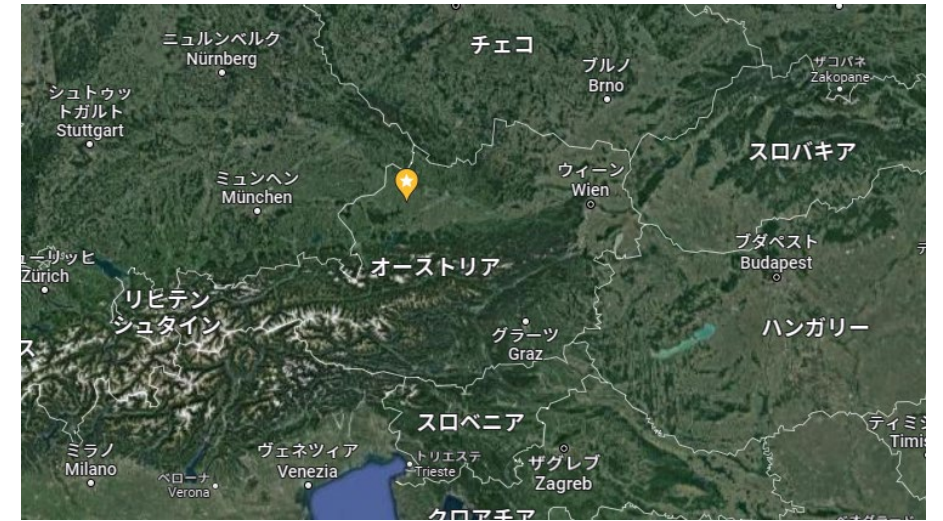 ニュルンベルク
Nürnberg
チェコ
ブルノ
Brno
ザコパネ
Zakopane
シュトゥッ
トガルト
Stuttgart
スロバキア
ミュンヘン
München
ウィーン
Wien
ブダペスト
Budapest
ューリッヒ
Zürich
オーストリア
リヒテン
シュタイン
グラーツ
Graz
ハンガリー
ス
スロベニア
ティミシ
Timiș
ミラノ
Milano
ヴェネツィア
Venezia
トリエステ
Trieste
ベローナ
Verona
ザグレブ
Zagreb
クロアチア